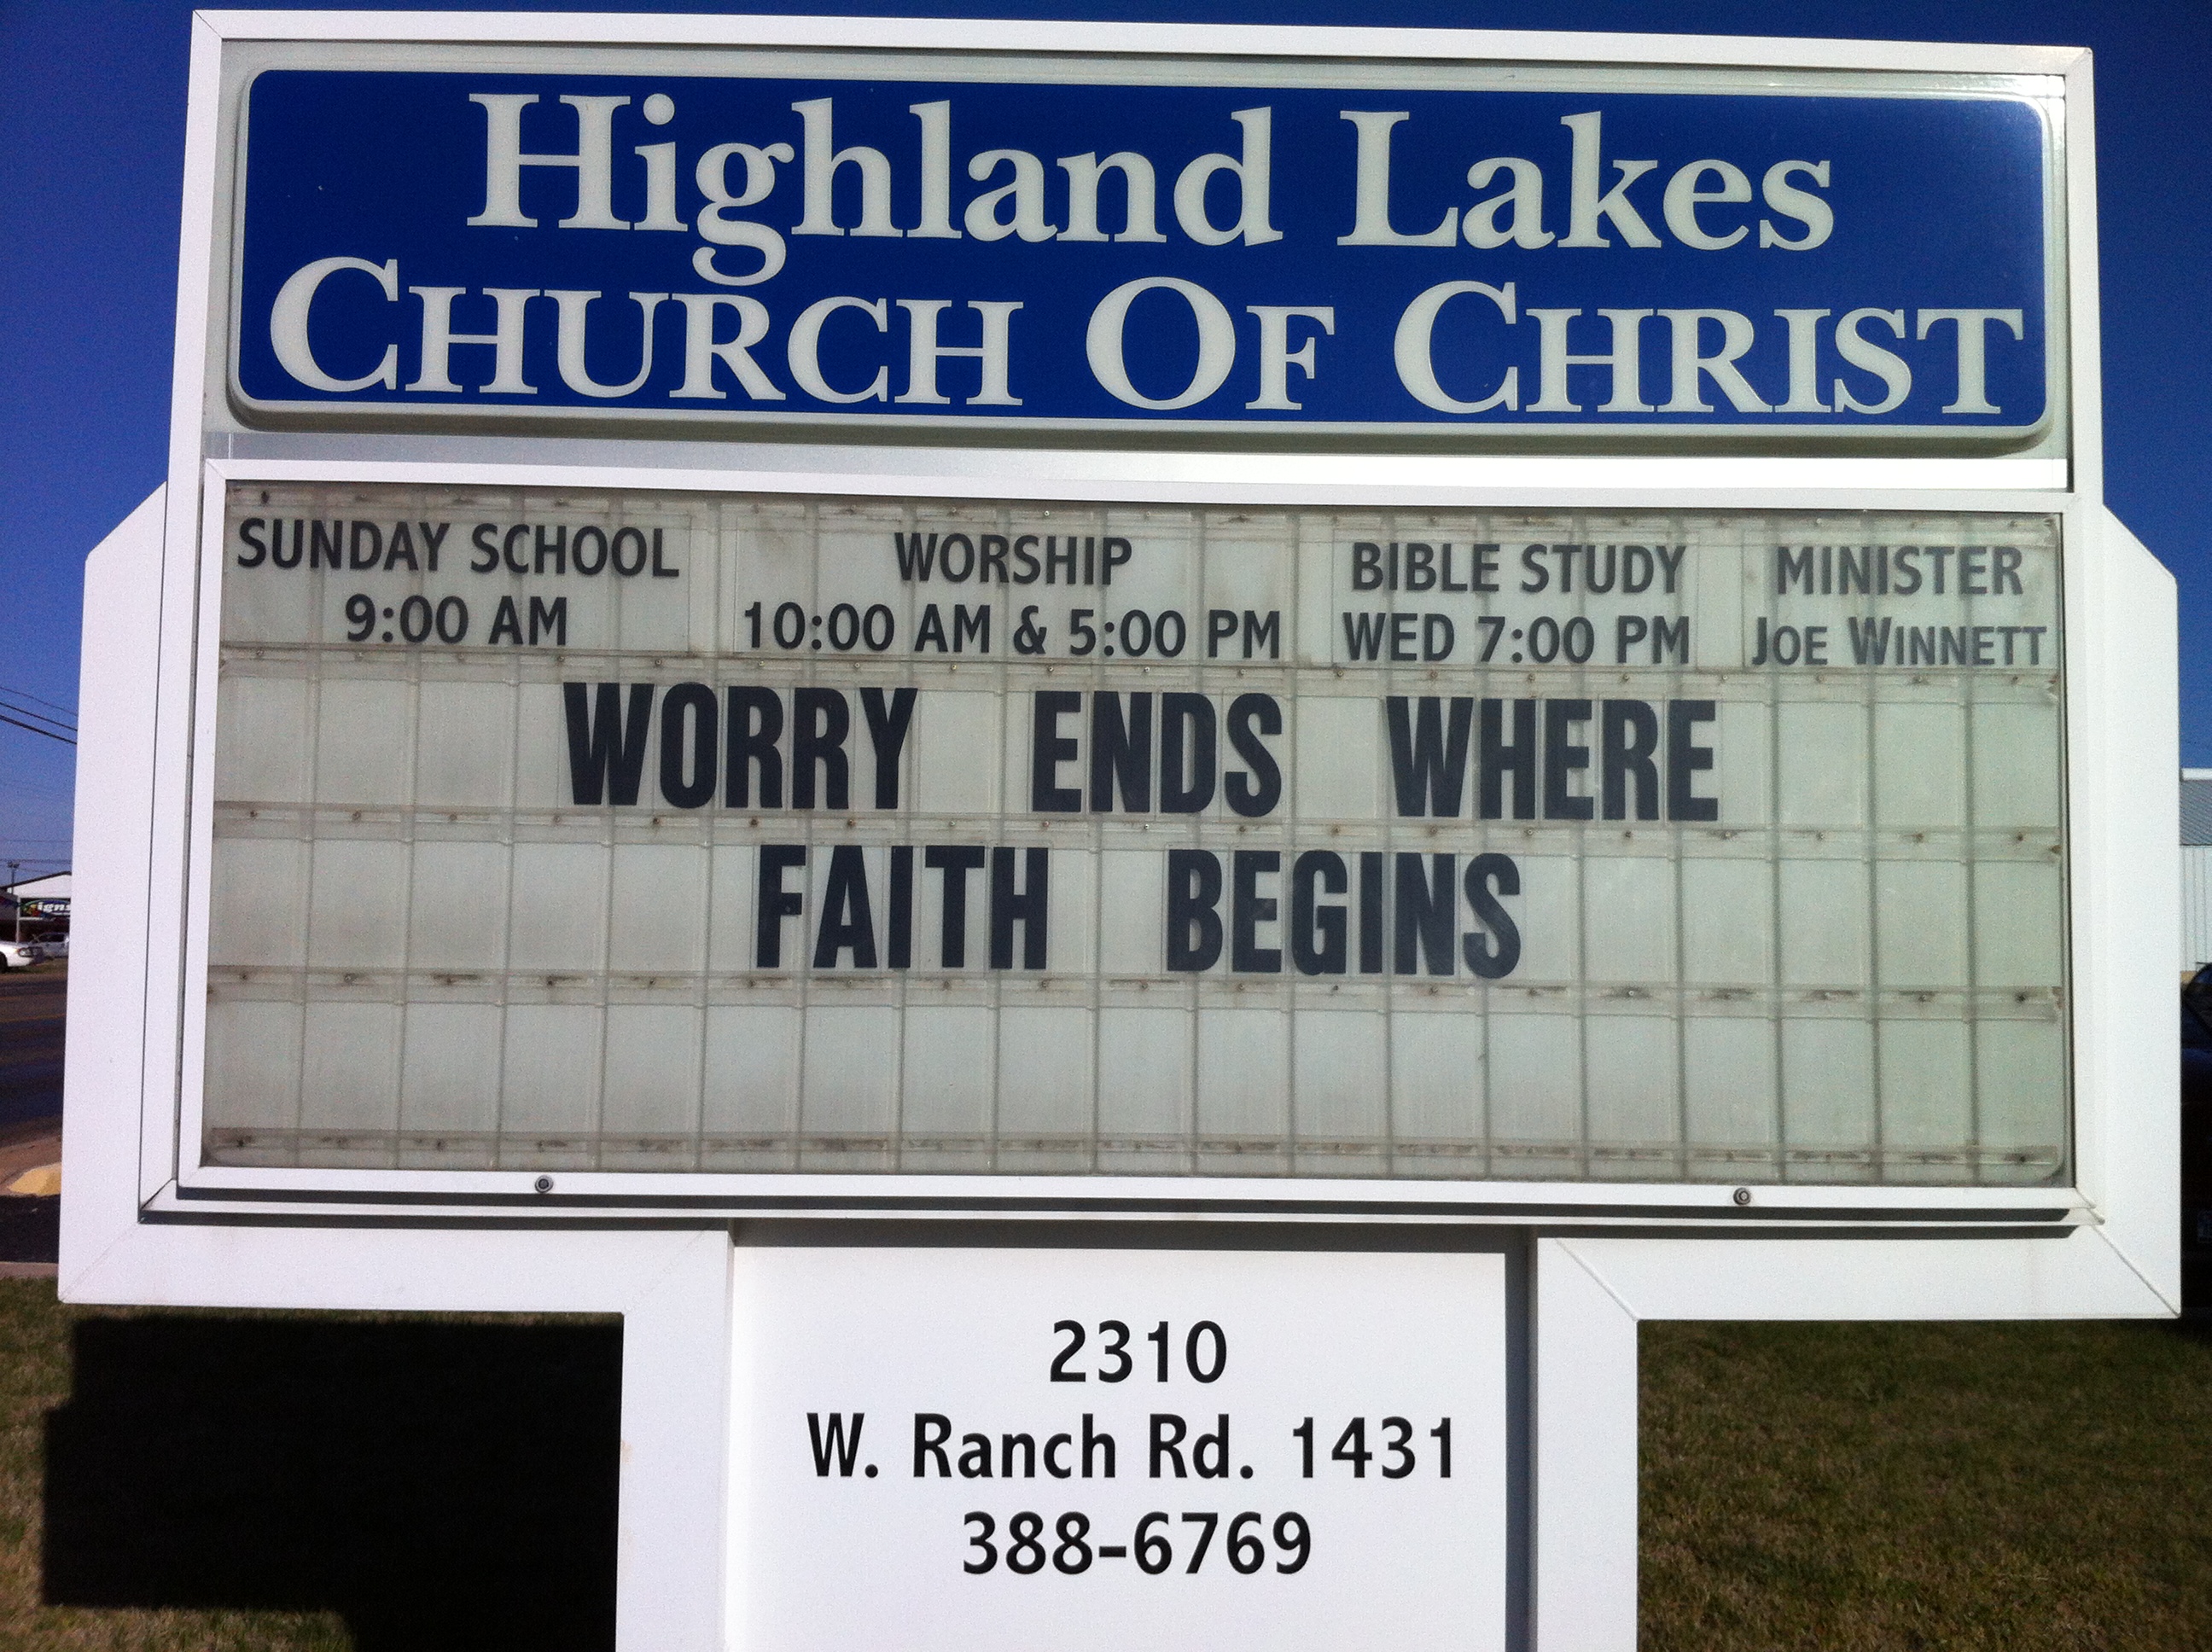 Highland Lakes
CHURCH OF CHRIST
SUNDAY SCHOOL
9:00 AM
WORSHIP
10:00 AM & 5:00 PM
BIBLE STUDY
WED 7:00 PM
MINISTER
JOE WINNETT
WORRY ENDS WHERE
FAITH BEGINS
2310
W. Ranch Rd. 1431
388-6769